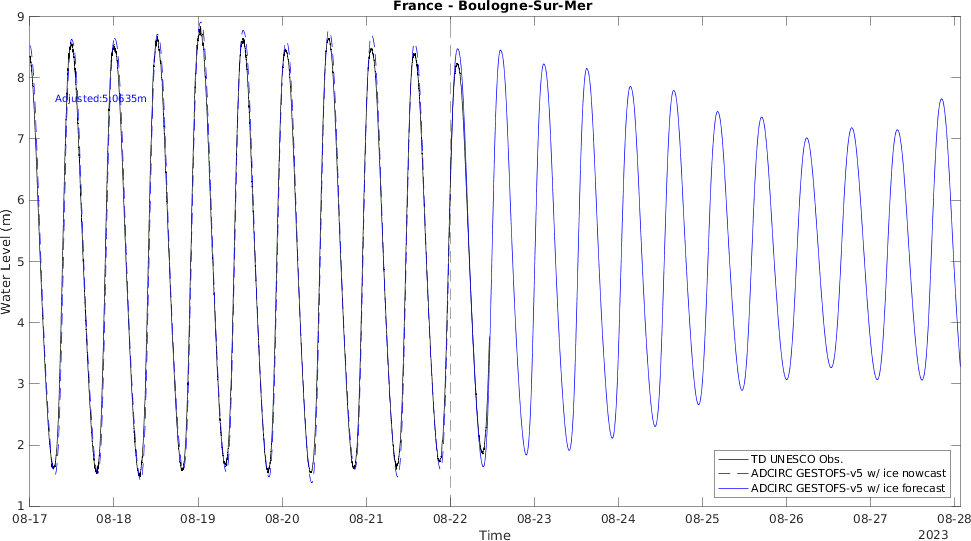 France - Boulogne-Sur-Mer
9
8
Adjusted:5.0635m
7
6
5
4
3
2
1
Water Level (m)
TD UNESCO Obs.
ADCIRC GESTOFS-v5 w/ ice nowcast
ADCIRC GESTOFS-v5 w/ ice forecast
08-17 08-18 08-19 08-20 08-21 08-22 08-23 08-24 08-25 08-26 08-27 08-28
Time
2023